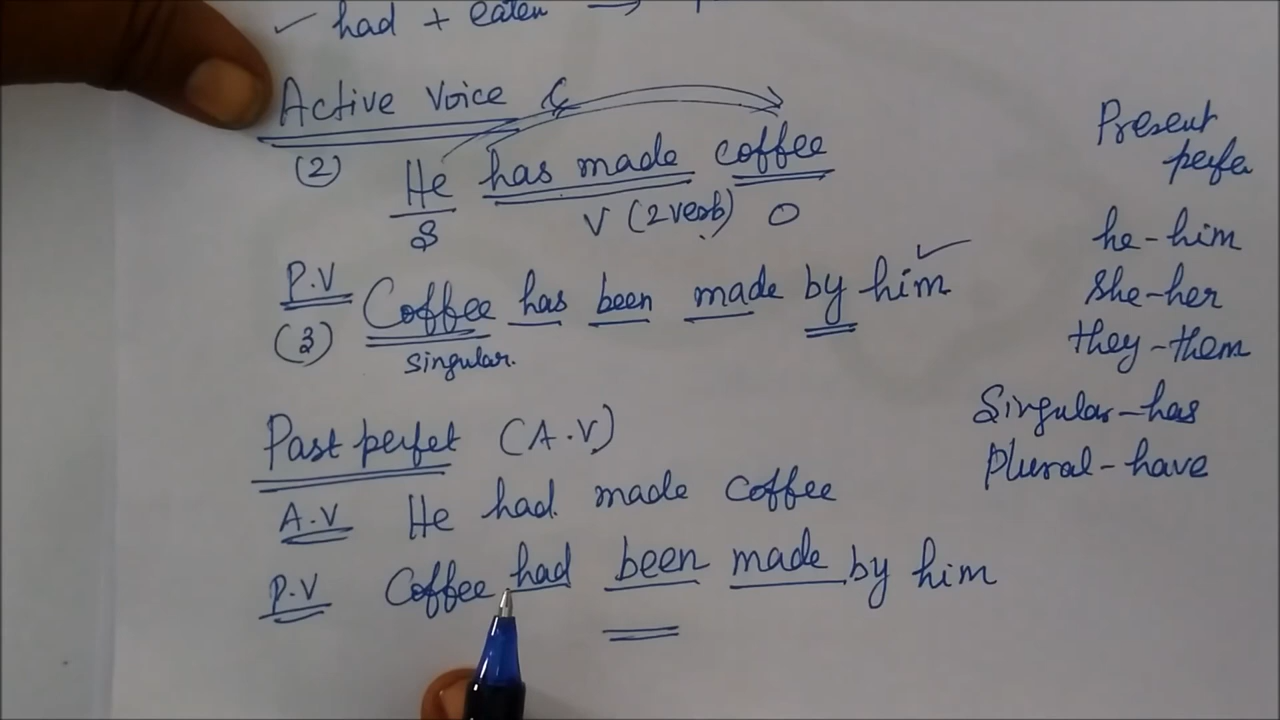 ✓ had + eaten →
Active Voice
(2) He has made coffee
S V (2 verb) O
P.V Coffee has been made by him ✓
(3) singular.
Past perfet (A.V)
A.V He had made coffee
P.V Coffee had been made by him
Present
perfe
he - him
she - her
they - them
Singular - has
Plural - have